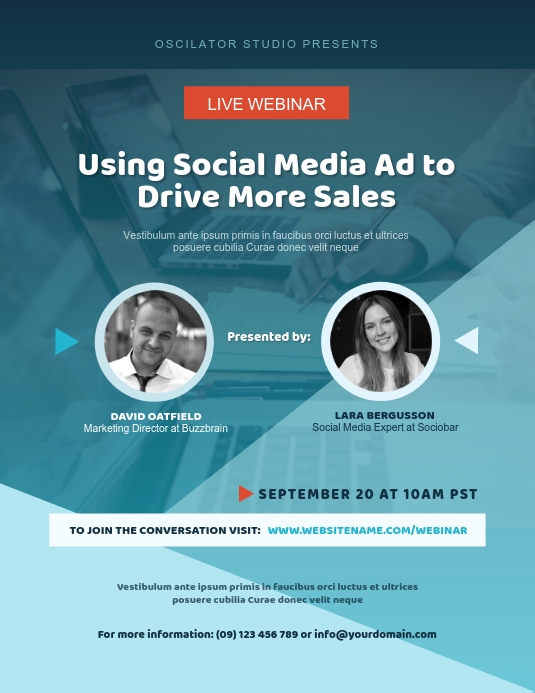 OSCILATOR STUDIO PRESENTS
LIVE WEBINAR
Using Social Media Ad to
Drive More Sales
Vestibulum ante ipsum primis in faucibus orci luctus et ultrices
posuere cubilia Curae donec velit neque
Presented by:
DAVID OATFIELD
Marketing Director at Buzzbrain
LARA BERGUSSON
Social Media Expert at Sociobar
SEPTEMBER 20 AT 10AM PST
TO JOIN THE CONVERSATION VISIT: WWW.WEBSITENAME.COM/WEBINAR
Vestibulum ante ipsum primis in faucibus orci luctus et ultrices
posuere cubilia Curae donec velit neque
For more information: (09) 123 456 789 or info@yourdomain.com